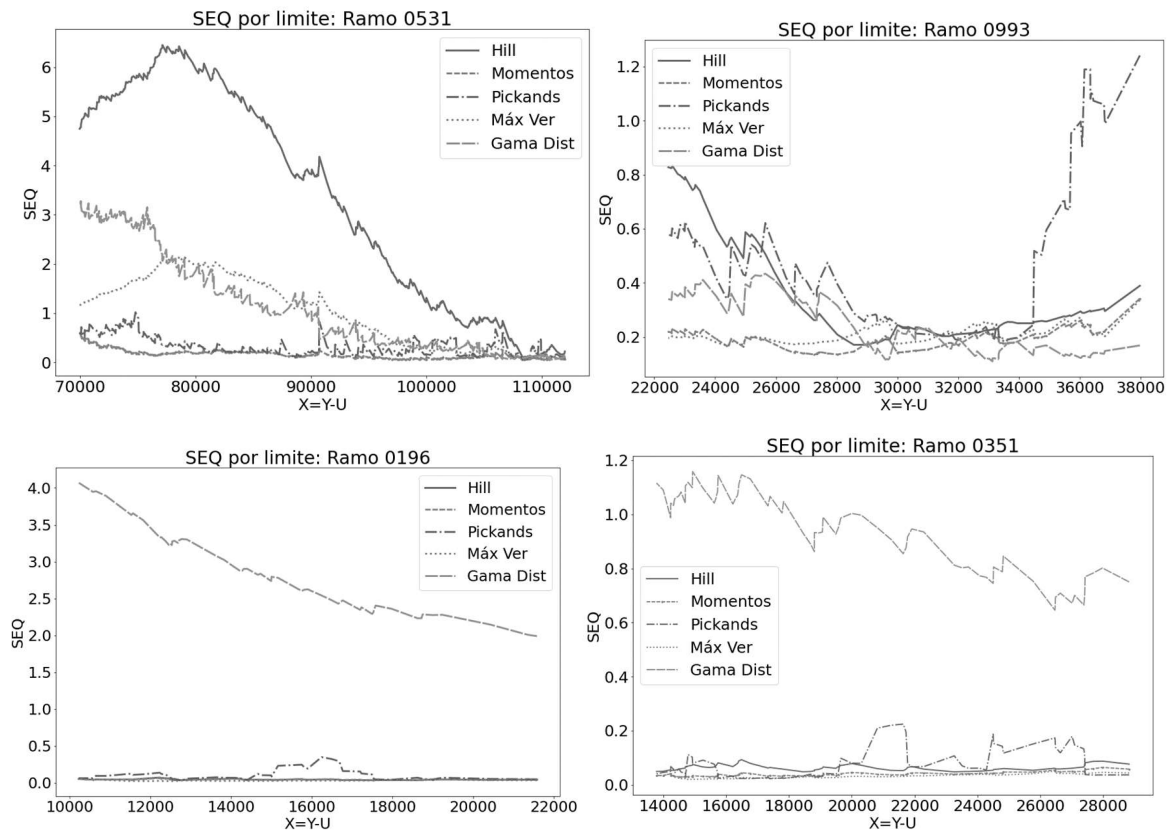 SEQ por limite: Ramo 0531
SEQ
6
5
4
3
2
1
0
Hill
Momentos
Pickands
Máx Ver
Gama Dist
70000 80000 90000 100000 110000
X=Y-U
SEQ por limite: Ramo 0993
SEQ
1.2
1.0
0.8
0.6
0.4
0.2
Hill
Momentos
Pickands
Máx Ver
Gama Dist
22000 24000 26000 28000 30000 32000 34000 36000 38000
X=Y-U
SEQ por limite: Ramo 0196
SEQ
4.0
3.5
3.0
2.5
2.0
1.5
1.0
0.5
0.0
Hill
Momentos
Pickands
Máx Ver
Gama Dist
10000 12000 14000 16000 18000 20000 22000
X=Y-U
SEQ por limite: Ramo 0351
SEQ
1.2
1.0
0.8
0.6
0.4
0.2
0.0
Hill
Momentos
Pickands
Máx Ver
Gama Dist
14000 16000 18000 20000 22000 24000 26000 28000
X=Y-U